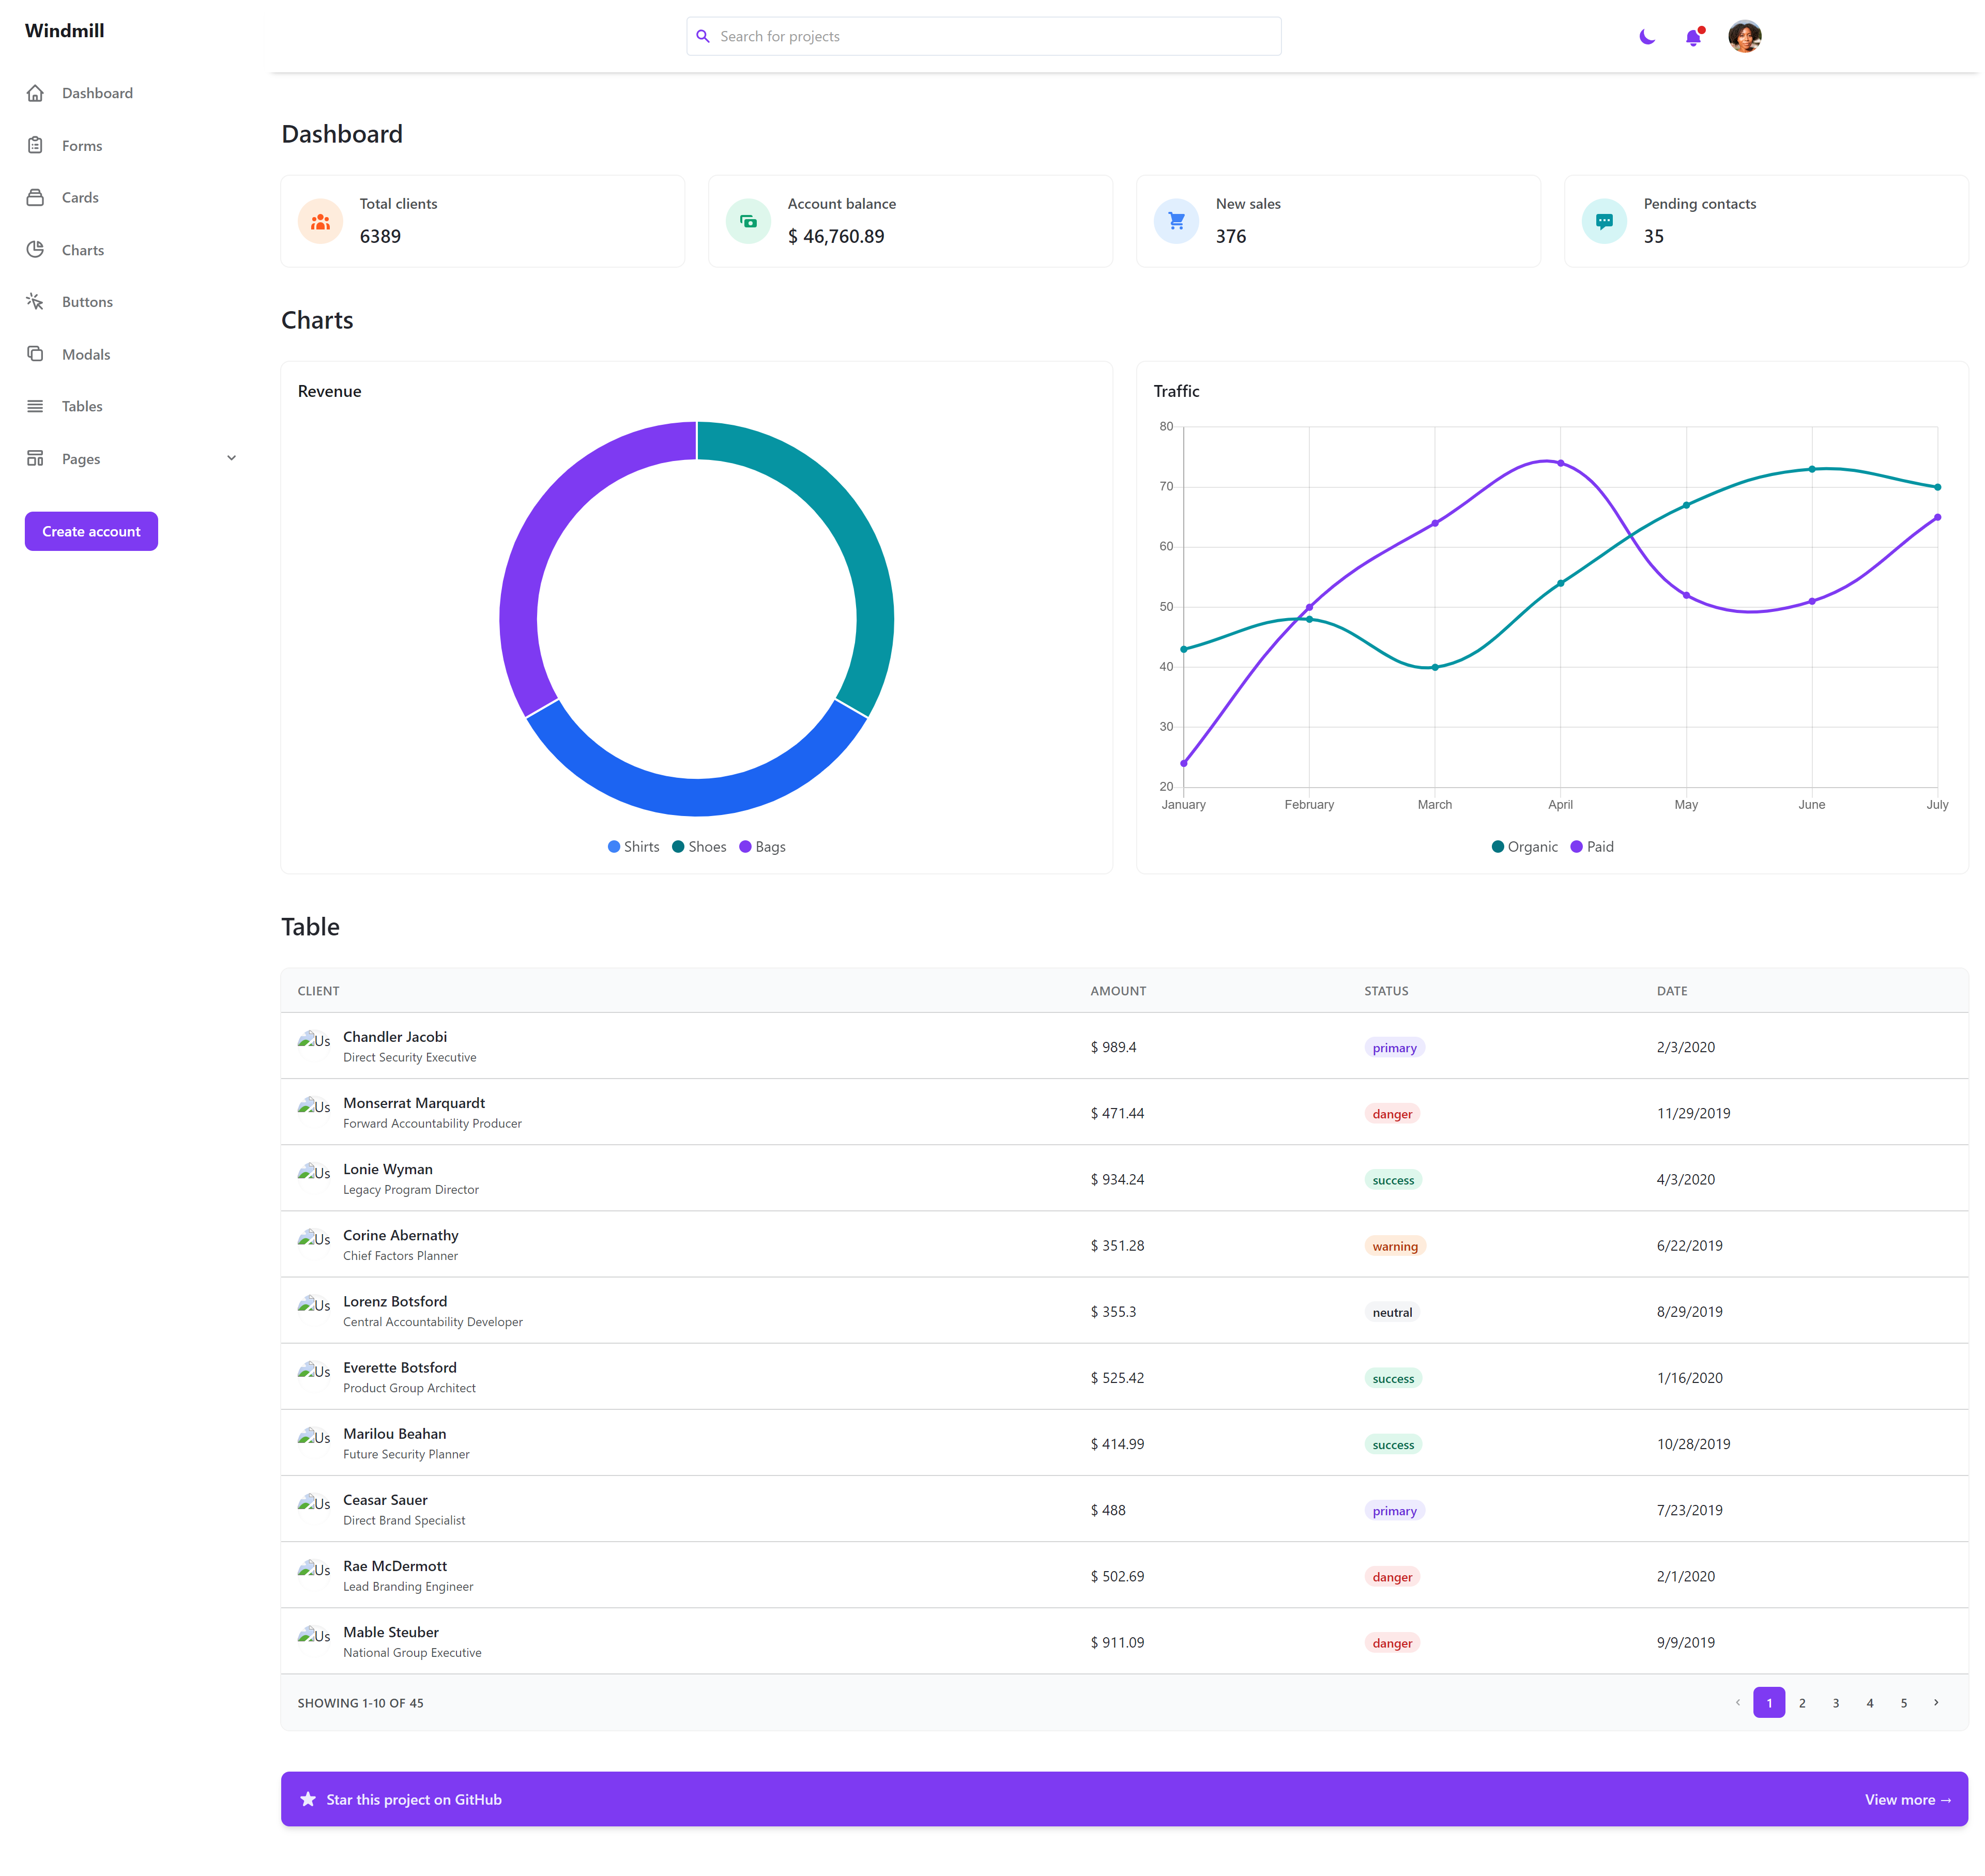 Windmill
Search for projects
Dashboard
Forms
Cards
Charts
Buttons
Modals
Tables
Pages
Create account
Dashboard
Total clients
6389
Account balance
$ 46,760.89
New sales
376
Pending contacts
35
Charts
Revenue
Shirts Shoes Bags
Traffic
80
70
60
50
40
30
20
January February March April May June July
Organic Paid
Table
CLIENT AMOUNT STATUS DATE
Us Chandler Jacobi
Direct Security Executive
$ 989.4 primary 2/3/2020
Us Monserrat Marquardt
Forward Accountability Producer
$ 471.44 danger 11/29/2019
Us Lonie Wyman
Legacy Program Director
$ 934.24 success 4/3/2020
Us Corine Abernathy
Chief Factors Planner
$ 351.28 warning 6/22/2019
Us Lorenz Botsford
Central Accountability Developer
$ 355.3 neutral 8/29/2019
Us Everette Botsford
Product Group Architect
$ 525.42 success 1/16/2020
Us Marilou Beahan
Future Security Planner
$ 414.99 success 10/28/2019
Us Ceasar Sauer
Direct Brand Specialist
$ 488 primary 7/23/2019
Us Rae McDermott
Lead Branding Engineer
$ 502.69 danger 2/1/2020
Us Mable Steuber
National Group Executive
$ 911.09 danger 9/9/2019
SHOWING 1-10 OF 45
1 2 3 4 5
Star this project on GitHub
View more →